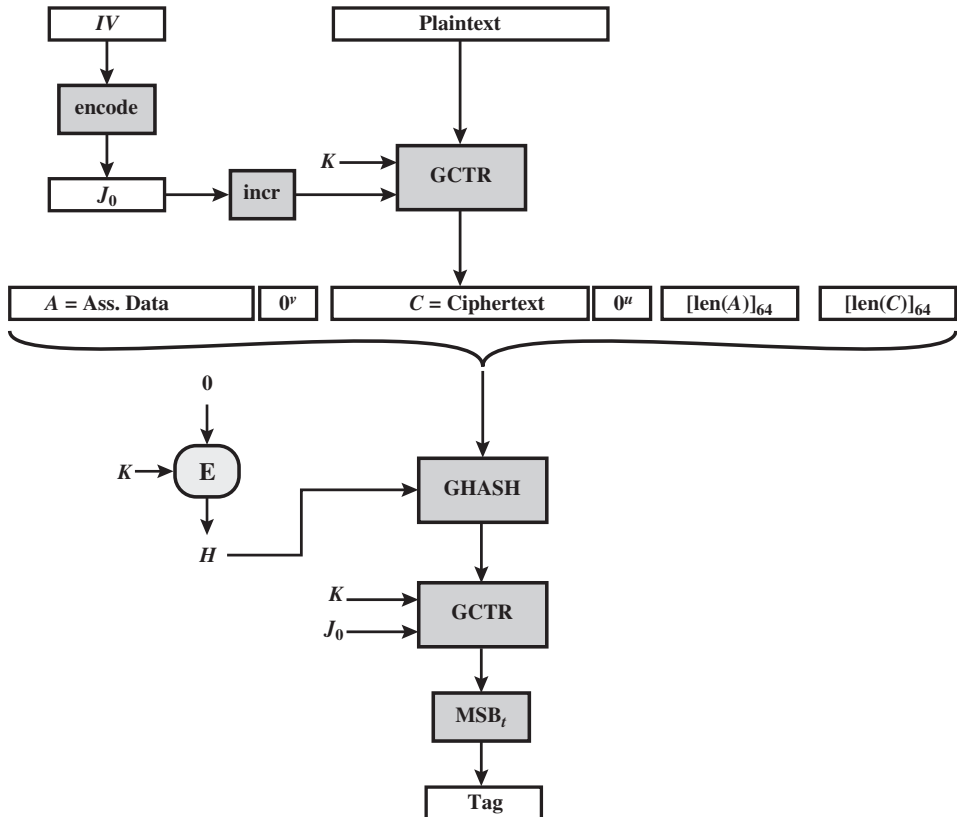 IV
Plaintext
encode
K
GCTR
J₀
incr
A = Ass. Data
0ᵛ
C = Ciphertext
0ᵘ
[len(A)]₆₄
[len(C)]₆₄
0
K
E
GHASH
H
K
GCTR
J₀
MSBₜ
Tag